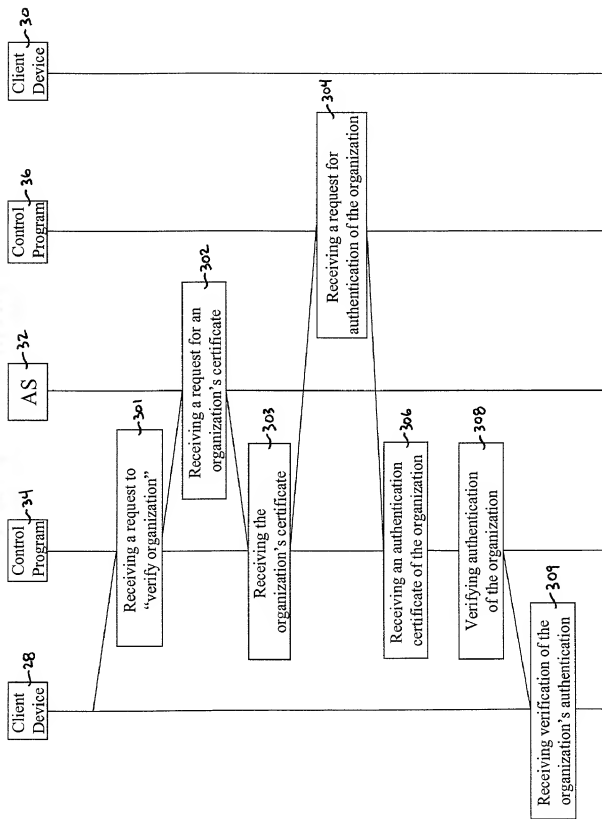 Client
Device
28
Control
Program
34
AS
32
Control
Program
36
Client
Device
30
Receiving a request to
“verify organization”
301
Receiving a request for an
organization’s certificate
302
Receiving the
organization’s certificate
303
Receiving a request for
authentication of the organization
304
Receiving an authentication
certificate of the organization
306
Verifying authentication
of the organization
308
Receiving verification of the
organization’s authentication
309